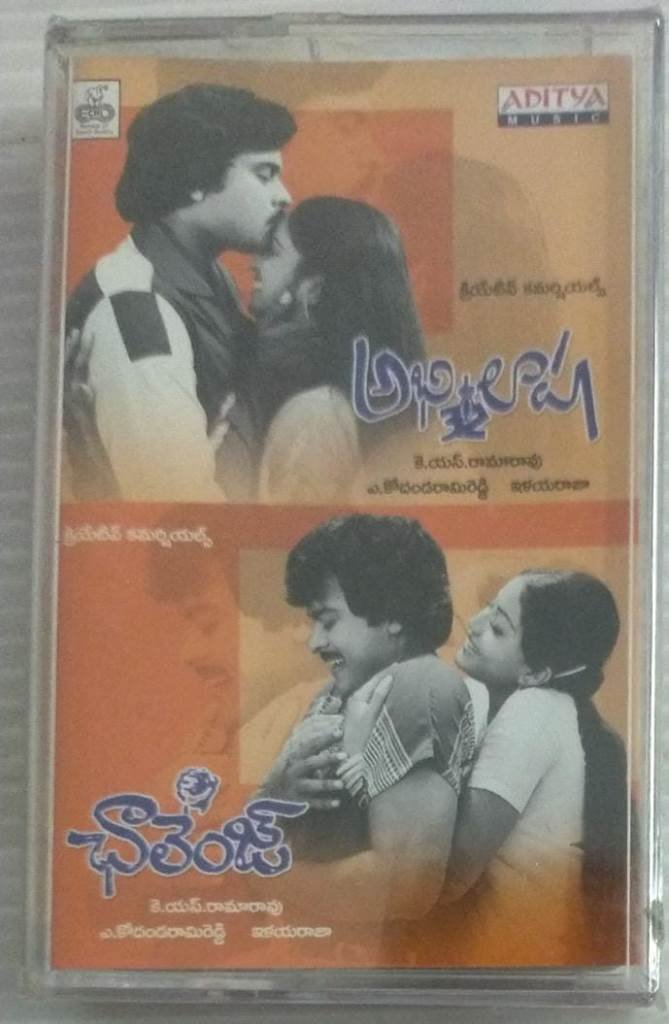 ADITYA
MUSIC
క్రియేటివ్ కమర్షియల్స్
అభిలాష
కె.యస్.రామారావు
ఎ.కోదండరామిరెడ్డి ఇళయరాజా
క్రియేటివ్ కమర్షియల్స్
ఛాలెంజ్
కె.యస్.రామారావు
ఎ.కోదండరామిరెడ్డి ఇళయరాజా